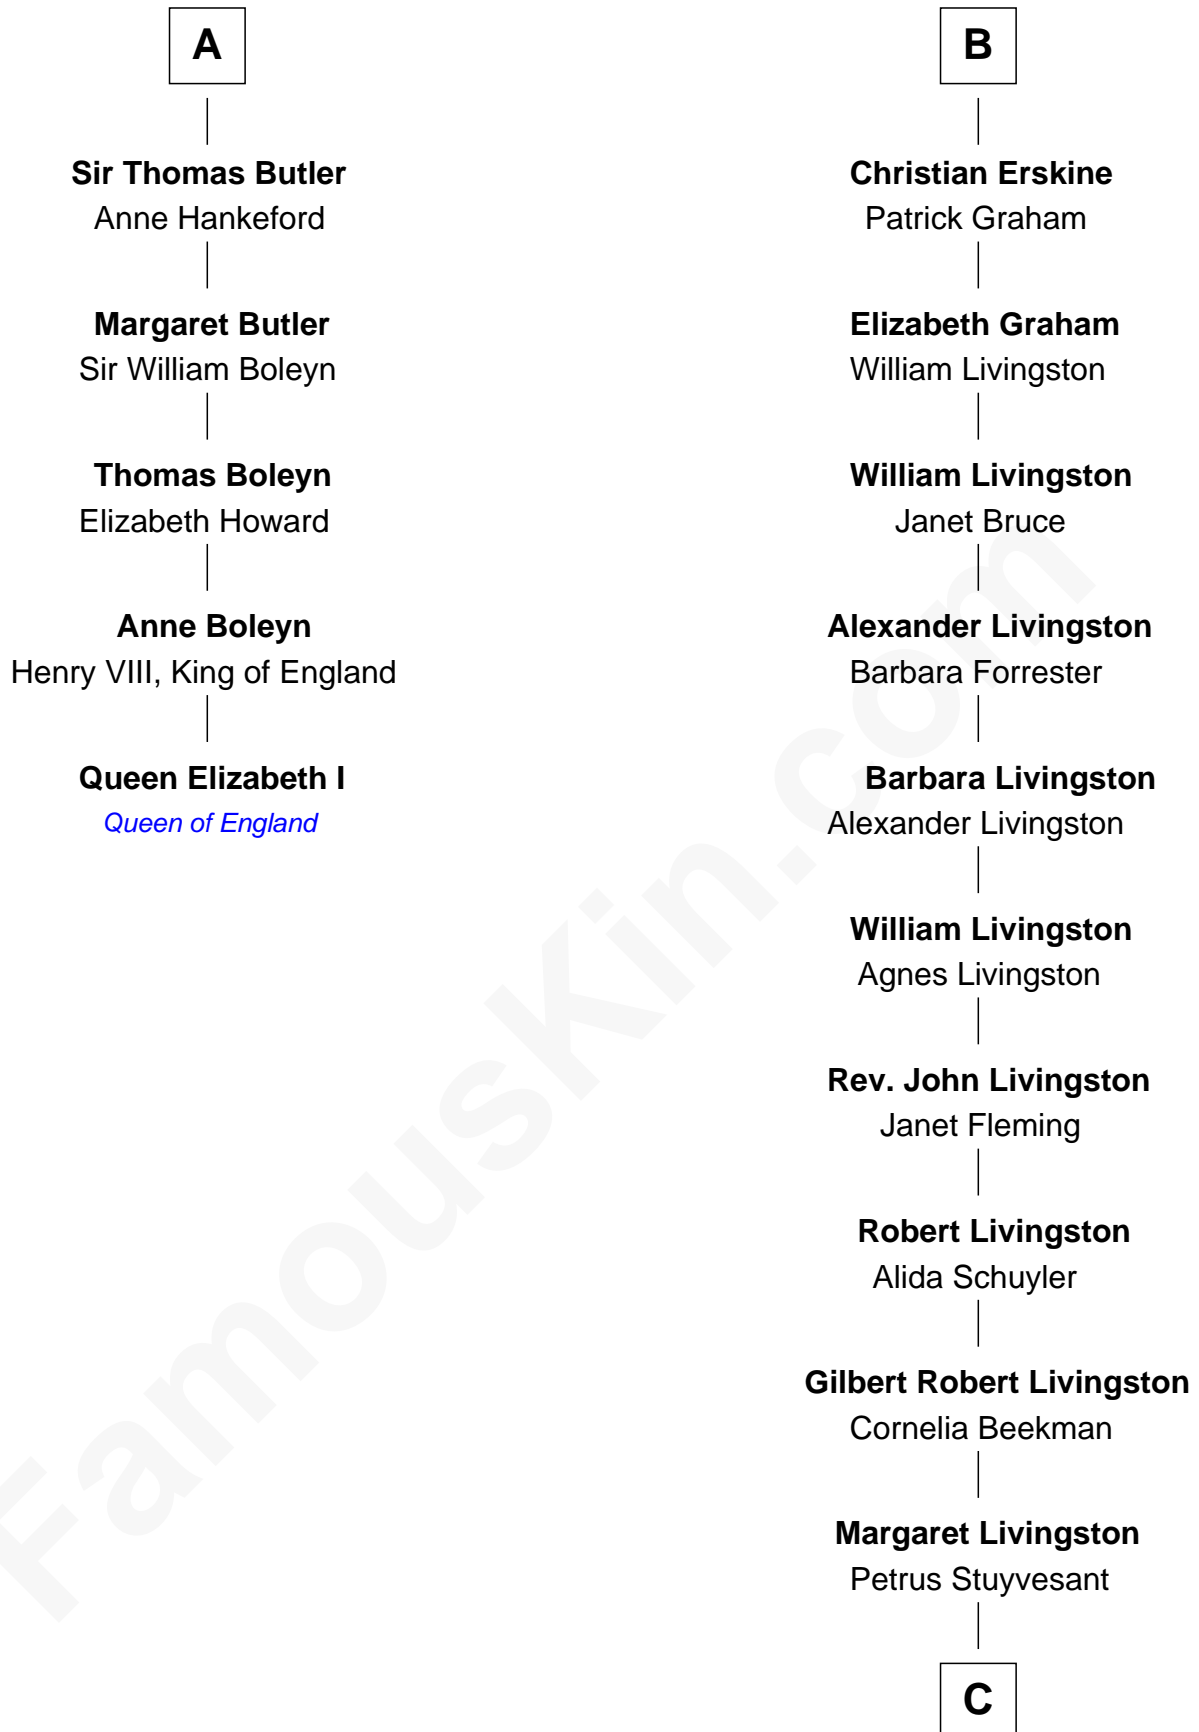 A
Sir Thomas Butler
Anne Hankeford
Margaret Butler
Sir William Boleyn
Thomas Boleyn
Elizabeth Howard
Anne Boleyn
Henry VIII, King of England
Queen Elizabeth I
Queen of England
B
Christian Erskine
Patrick Graham
Elizabeth Graham
William Livingston
William Livingston
Janet Bruce
Alexander Livingston
Barbara Forrester
Barbara Livingston
Alexander Livingston
William Livingston
Agnes Livingston
Rev. John Livingston
Janet Fleming
Robert Livingston
Alida Schuyler
Gilbert Robert Livingston
Cornelia Beekman
Margaret Livingston
Petrus Stuyvesant
C
FamousKin.com